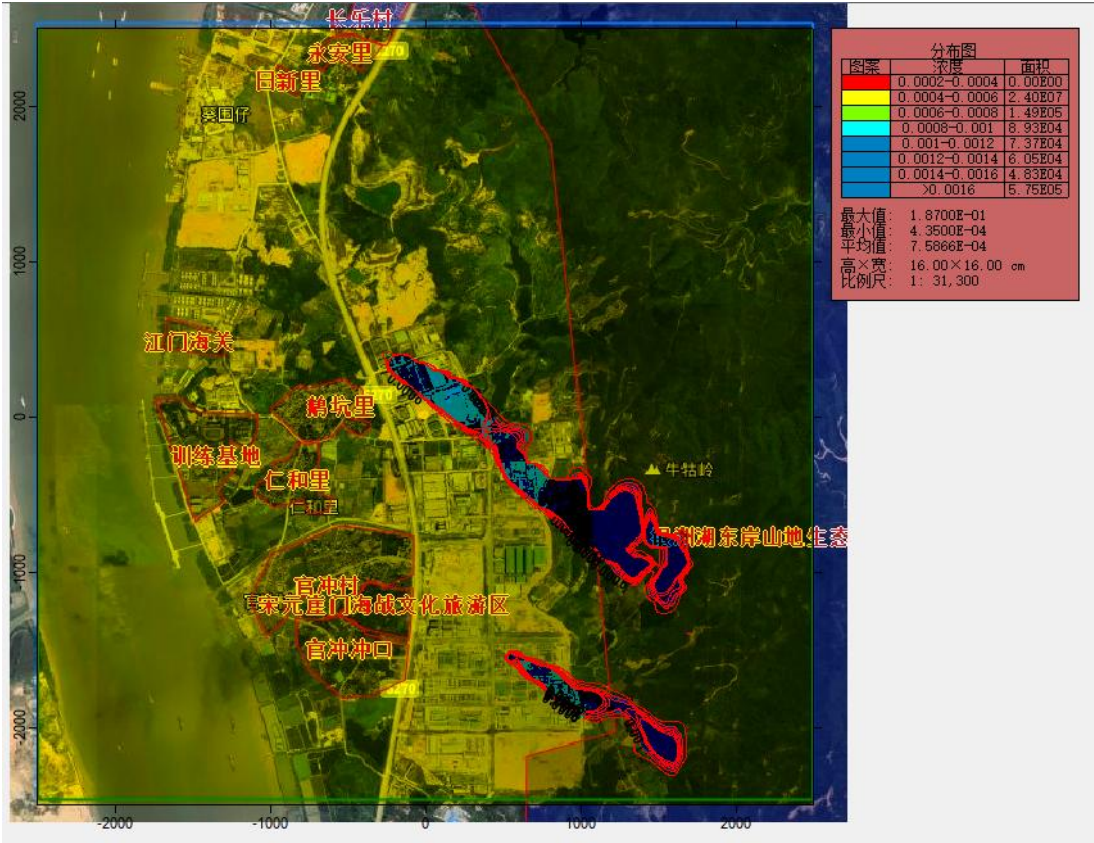 长乐村
永安里
日新里
葵围仔
2000
1000
0
-1000
-2000
江门海关
鹅坑里
训练基地
仁和里
仁和里
牛牯岭
湖东岸山地生态
官冲村
宋元崖门海战文化旅游区
官冲冲口
-2000
-1000
0
1000
2000
分布图
图案 浓度 面积
0.0002-0.0004 0.00E00
0.0004-0.0006 2.40E07
0.0006-0.0008 1.49E05
0.0008-0.001 8.93E04
0.001-0.0012 7.37E04
0.0012-0.0014 6.05E04
0.0014-0.0016 4.83E04
>0.0016 5.75E05
最大值: 1.8700E-01
最小值: 4.3500E-04
平均值: 7.5866E-04
高×宽: 16.00×16.00 cm
比例尺: 1: 31,300